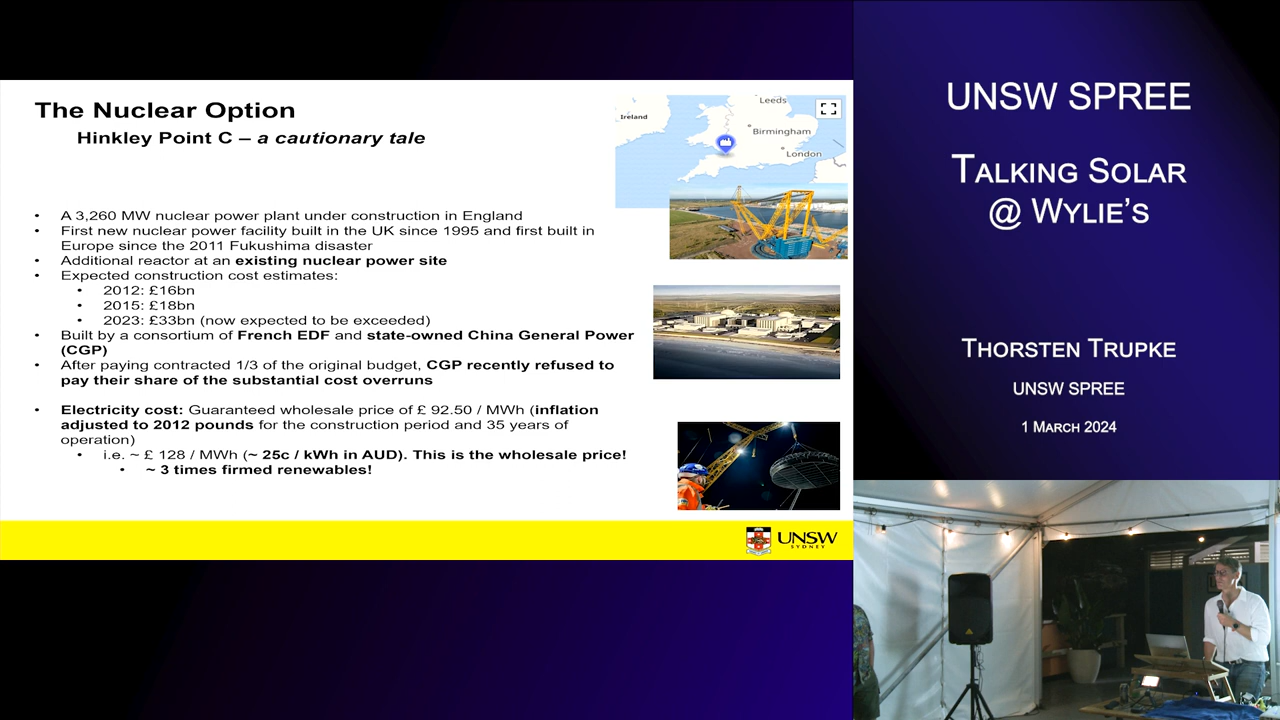 The Nuclear Option
Hinkley Point C – a cautionary tale
Leeds
Ireland
Birmingham
London
• A 3,260 MW nuclear power plant under construction in England
• First new nuclear power facility built in the UK since 1995 and first built in
Europe since the 2011 Fukushima disaster
• Additional reactor at an existing nuclear power site
• Expected construction cost estimates:
• 2012: £16bn
• 2015: £18bn
• 2023: £33bn (now expected to be exceeded)
• Built by a consortium of French EDF and state-owned China General Power
(CGP)
• After paying contracted 1/3 of the original budget, CGP recently refused to
pay their share of the substantial cost overruns
• Electricity cost: Guaranteed wholesale price of £ 92.50 / MWh (inflation
adjusted to 2012 pounds for the construction period and 35 years of
operation)
• i.e. ~ £ 128 / MWh (~ 25c / kWh in AUD). This is the wholesale price!
• ~ 3 times firmed renewables!
UNSW
SYDNEY
UNSW SPREE
TALKING SOLAR
@ WYLIE'S
THORSTEN TRUPKE
UNSW SPREE
1 MARCH 2024